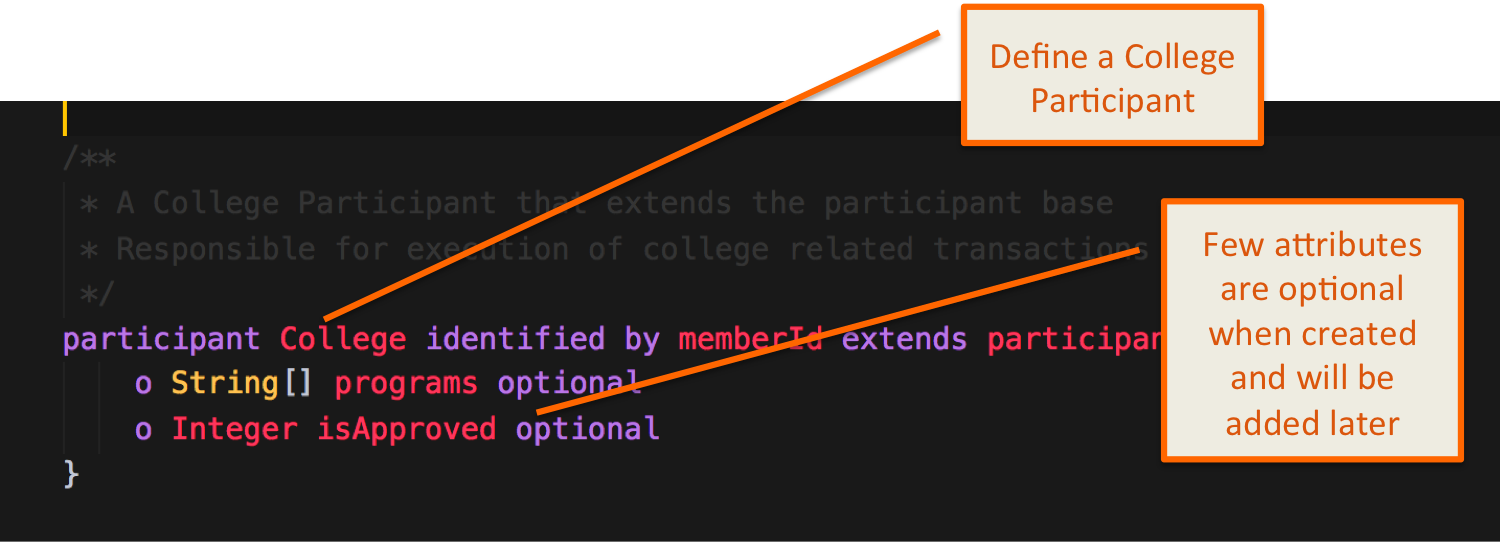 Define a College
Participant
/**
* A College Participant that extends the participant base
* Responsible for execution of college related transactions
*/
participant College identified by memberId extends
o String[] programs optional
o Integer isApproved optional
}
Few attributes
are optional
when created
and will be
added later